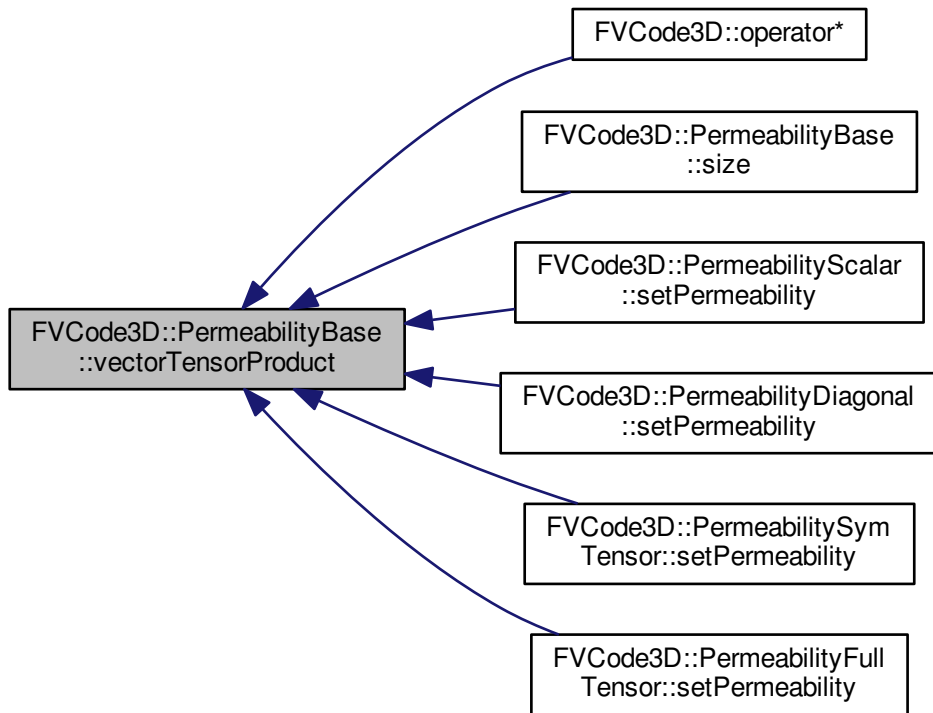 FVCode3D::operator*
FVCode3D::PermeabilityBase
::size
FVCode3D::PermeabilityScalar
::setPermeability
FVCode3D::PermeabilityBase
::vectorTensorProduct
FVCode3D::PermeabilityDiagonal
::setPermeability
FVCode3D::PermeabilitySym
Tensor::setPermeability
FVCode3D::PermeabilityFull
Tensor::setPermeability